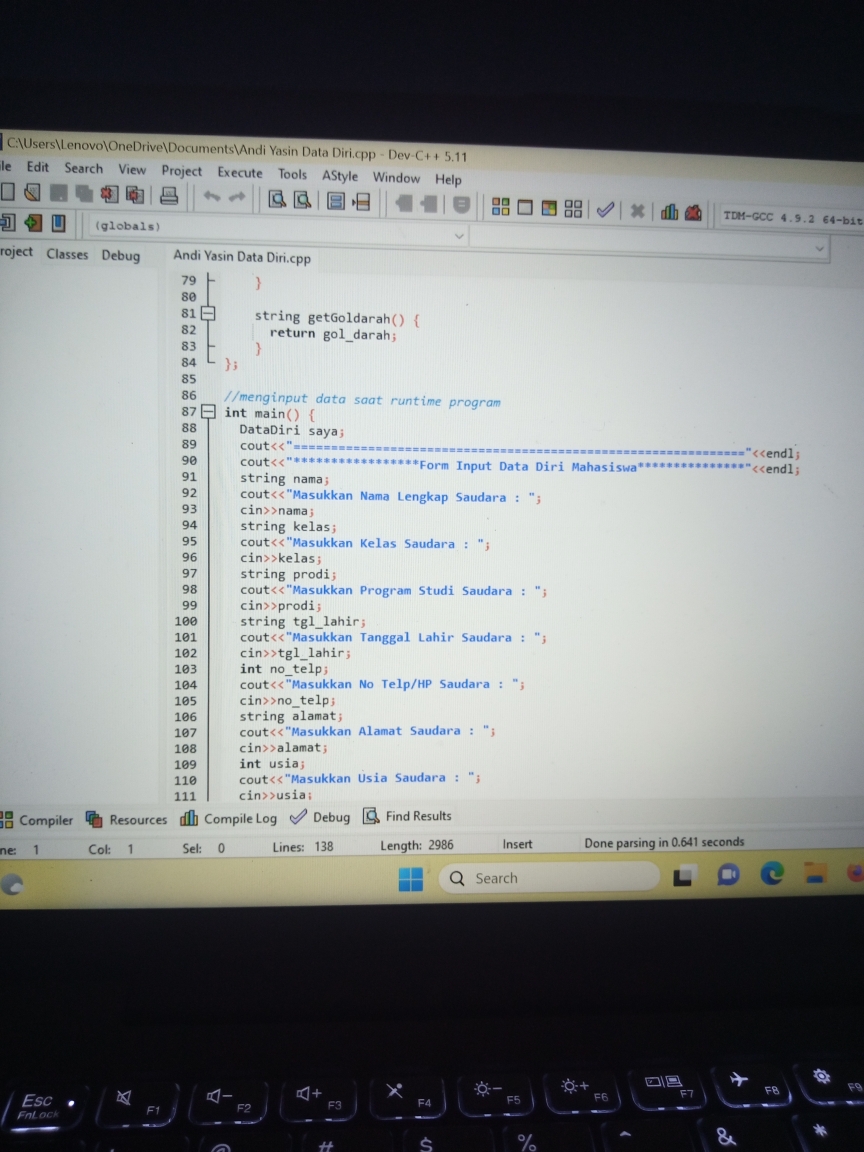 C:\Users\Lenovo\OneDrive\Documents\Andi Yasin Data Diri.cpp - Dev-C++ 5.11
le Edit Search View Project Execute Tools AStyle Window Help
TDM-GCC 4.9.2 64-bit
(globals)
roject Classes Debug
Andi Yasin Data Diri.cpp
79 }
80
81 string getGoldarah() {
82 return gol_darah;
83 }
84 };
85
86 //menginput data saat runtime program
87 int main() {
88 DataDiri saya;
89 cout<<"============================================================"<<endl;
90 cout<<"*****************Form Input Data Diri Mahasiswa***************"<<endl;
91 string nama;
92 cout<<"Masukkan Nama Lengkap Saudara : ";
93 cin>>nama;
94 string kelas;
95 cout<<"Masukkan Kelas Saudara : ";
96 cin>>kelas;
97 string prodi;
98 cout<<"Masukkan Program Studi Saudara : ";
99 cin>>prodi;
100 string tgl_lahir;
101 cout<<"Masukkan Tanggal Lahir Saudara : ";
102 cin>>tgl_lahir;
103 int no_telp;
104 cout<<"Masukkan No Telp/HP Saudara : ";
105 cin>>no_telp;
106 string alamat;
107 cout<<"Masukkan Alamat Saudara : ";
108 cin>>alamat;
109 int usia;
110 cout<<"Masukkan Usia Saudara : ";
111 cin>>usia;
Compiler Resources Compile Log Debug Find Results
ne: 1 Col: 1 Sel: 0 Lines: 138 Length: 2986 Insert Done parsing in 0.641 seconds
Search
Esc F1 F2 F3 F4 F5 F6 F7 F8 F9
FnLock
@ # $ % ^ & *